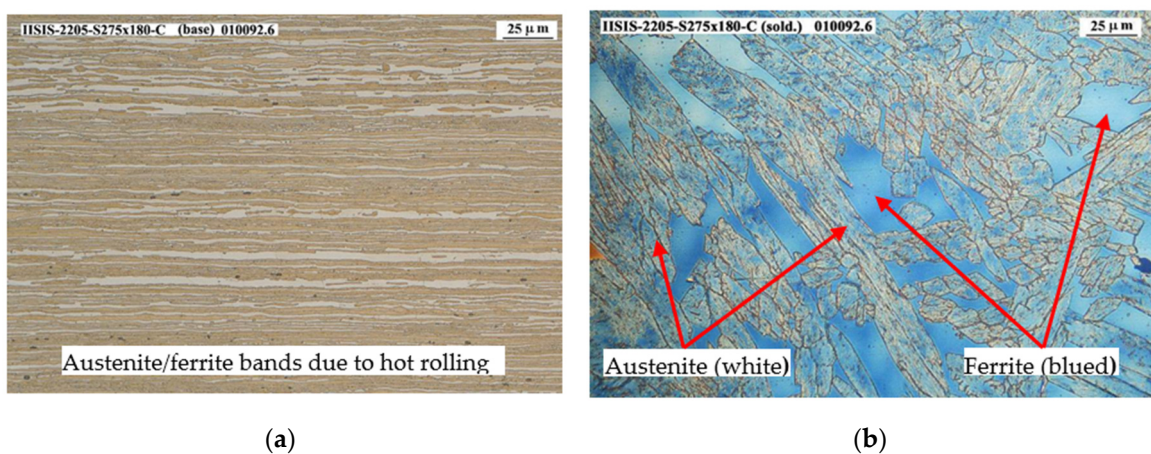 IISIS-2205-S275x180-C (base) 010092.6
25 µm
Austenite/ferrite bands due to hot rolling
(a)
IISIS-2205-S275x180-C (sold.) 010092.6
25 µm
Austenite (white)
Ferrite (blued)
(b)